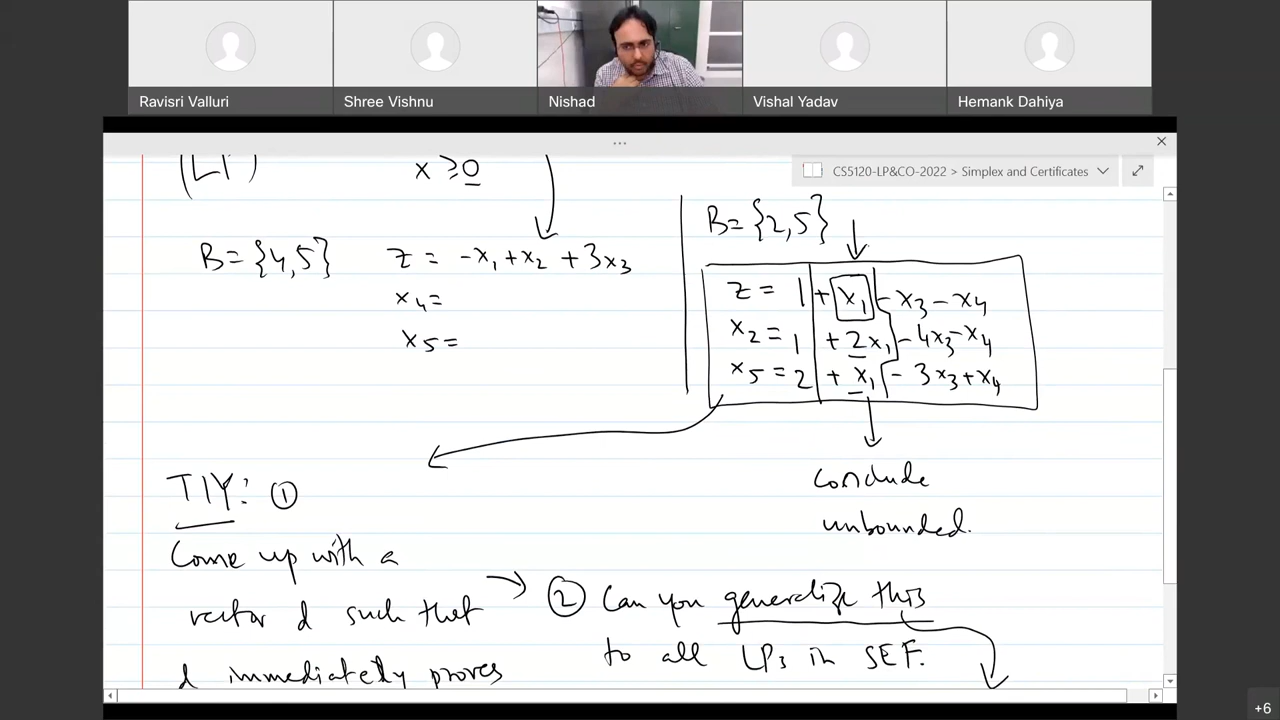 Ravisri Valluri
Shree Vishnu
Nishad
Vishal Yadav
Hemank Dahiya
CS5120-LP&CO-2022 > Simplex and Certificates
x ≥ 0
B = {4,5}
z = -x₁ + x₂ + 3x₃
x₄ =
x₅ =
B = {2,5}
z = 1 + x₁ - x₃ - x₄
x₂ = 1 + 2x₁ - 4x₃ - x₄
x₅ = 2 + x₁ - 3x₃ + x₄
Conclude
unbounded.
TIY: ①
Come up with a
vector d such that
d immediately proves
② Can you generalize this
to all LPs in SEF.
+6